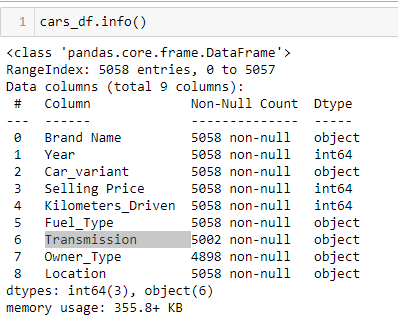 1 cars_df.info()
<class 'pandas.core.frame.DataFrame'>
RangeIndex: 5058 entries, 0 to 5057
Data columns (total 9 columns):
 #   Column             Non-Null Count  Dtype
---  ------             --------------  -----
 0   Brand Name         5058 non-null   object
 1   Year               5058 non-null   int64
 2   Car_variant        5058 non-null   object
 3   Selling Price      5058 non-null   int64
 4   Kilometers_Driven  5058 non-null   int64
 5   Fuel_Type          5058 non-null   object
 6   Transmission       5002 non-null   object
 7   Owner_Type         4898 non-null   object
 8   Location           5058 non-null   object
dtypes: int64(3), object(6)
memory usage: 355.8+ KB